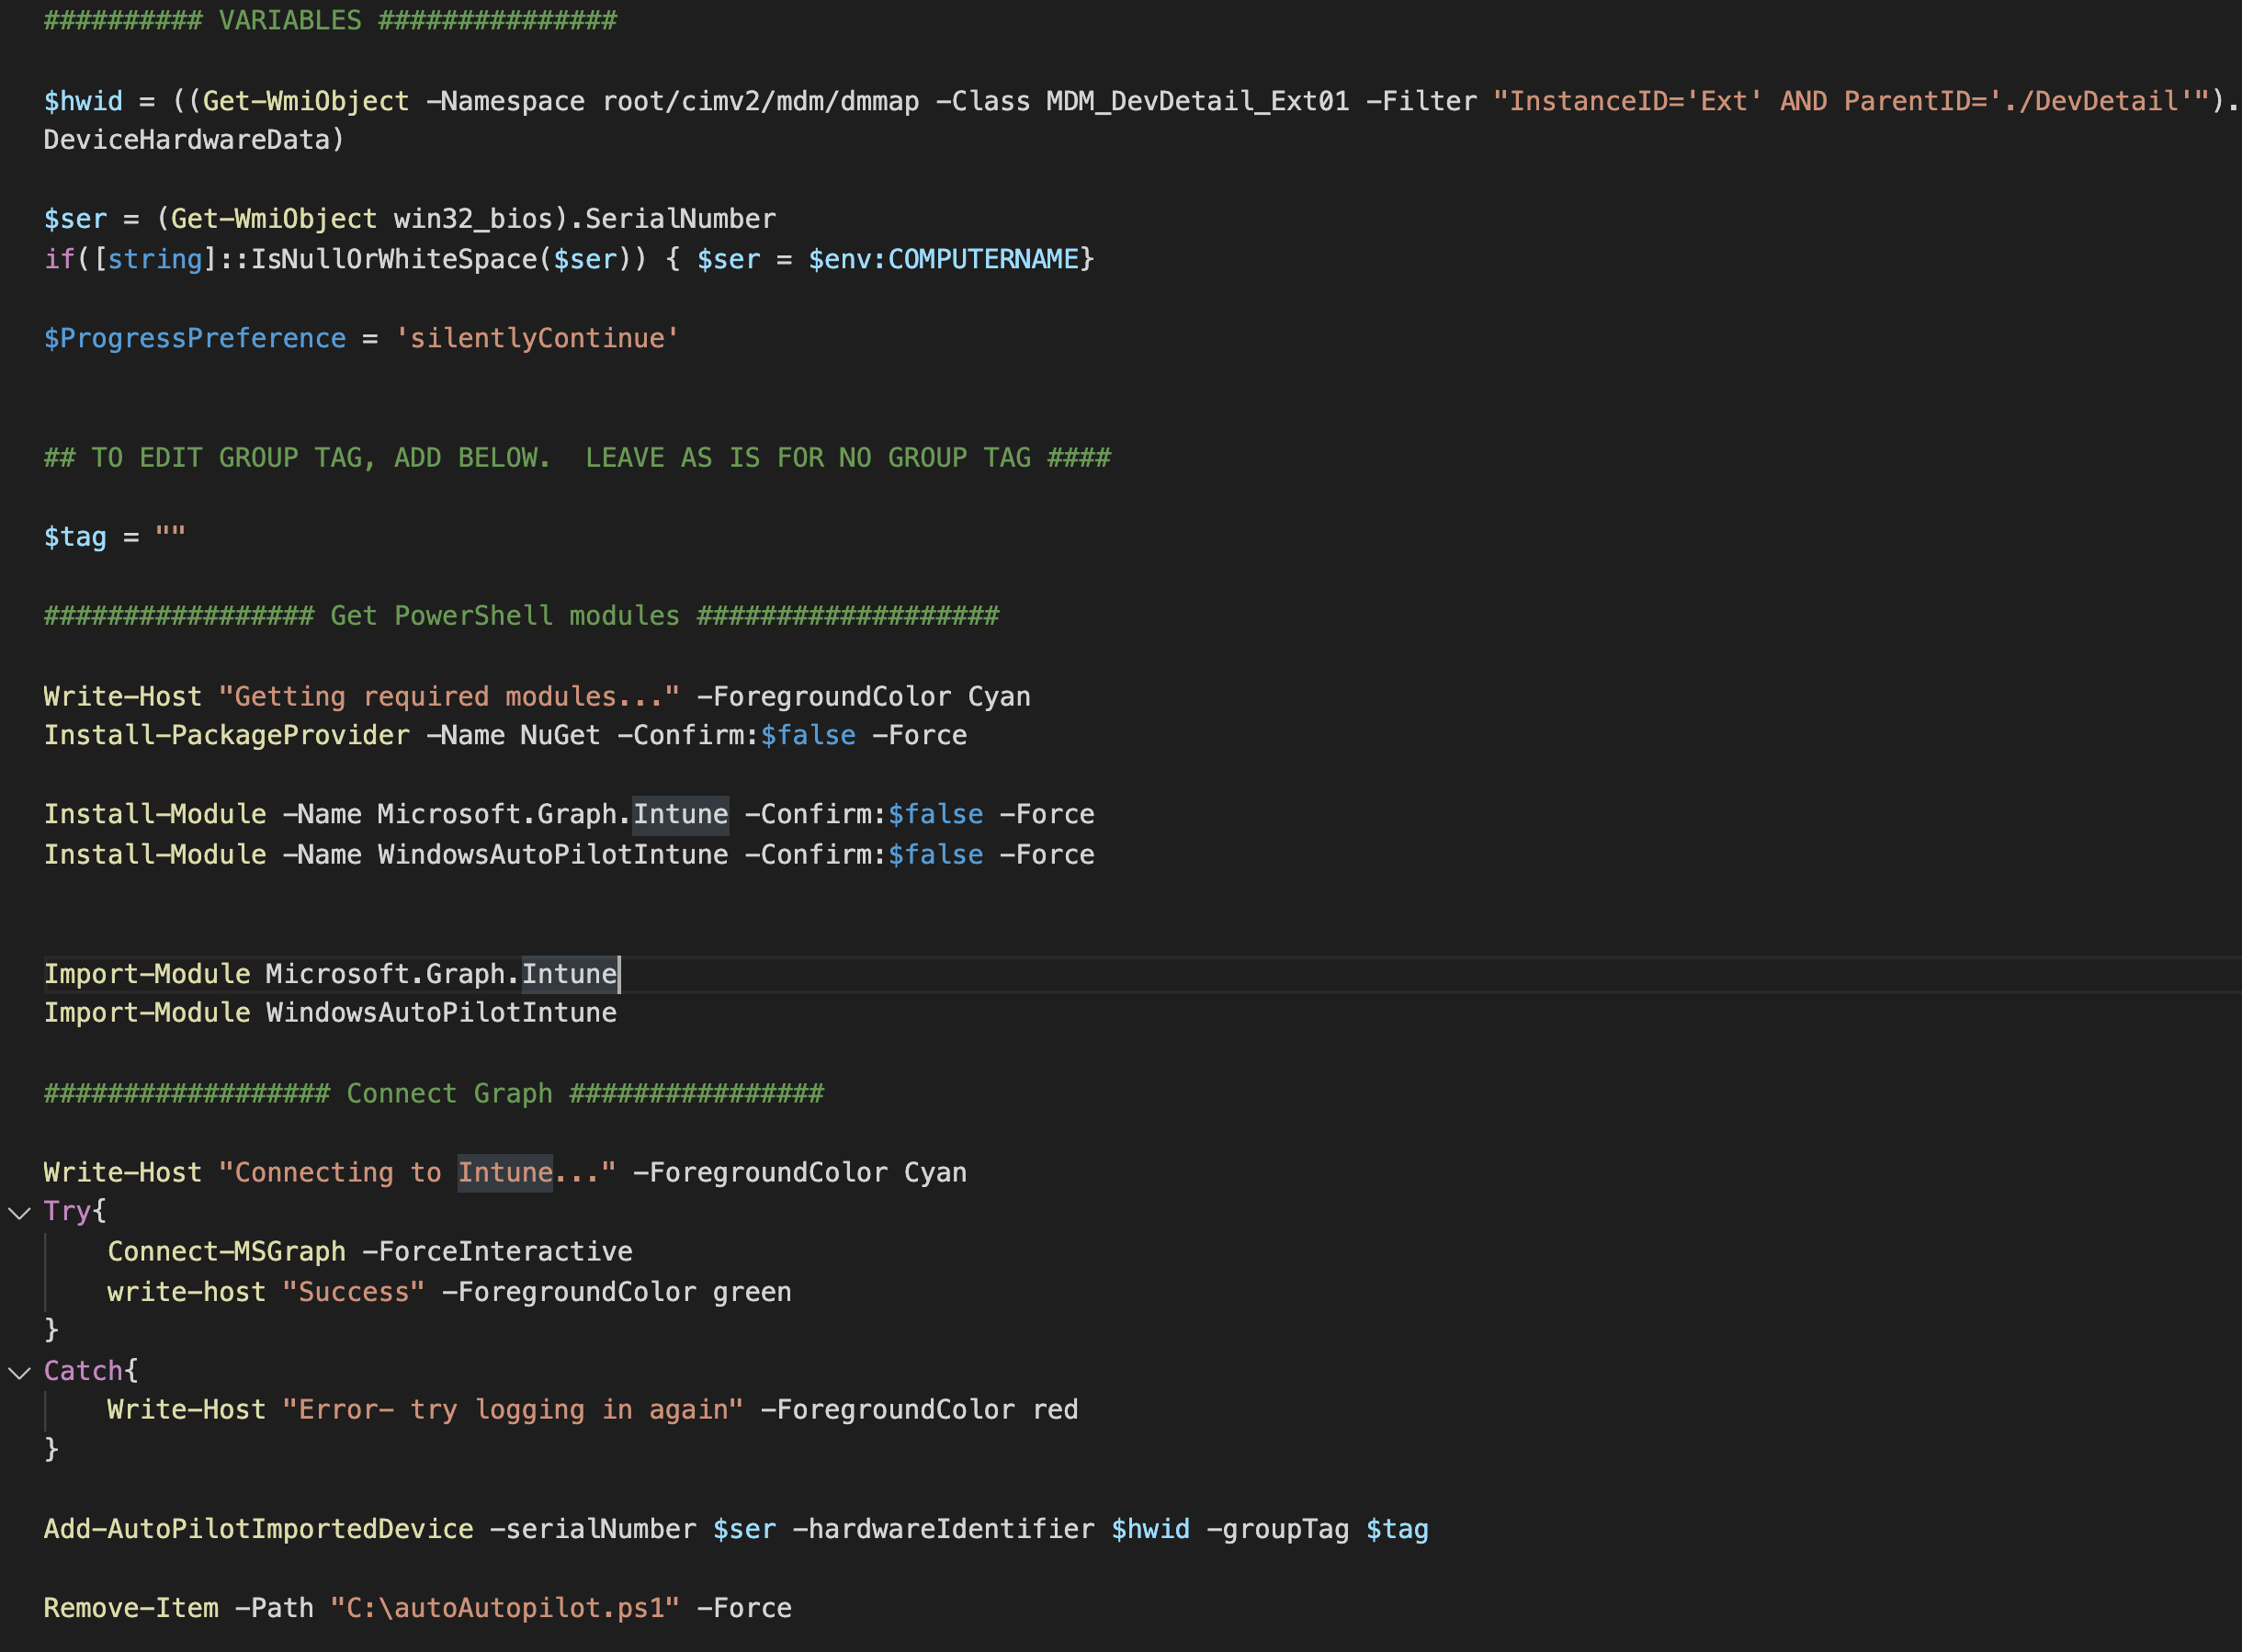 ########## VARIABLES ###############
$hwid = ((Get-WmiObject -Namespace root/cimv2/mdm/dmmap -Class MDM_DevDetail_Ext01 -Filter "InstanceID='Ext' AND ParentID='./DevDetail'").
DeviceHardwareData)
$ser = (Get-WmiObject win32_bios).SerialNumber
if([string]::IsNullOrWhiteSpace($ser)) { $ser = $env:COMPUTERNAME}
$ProgressPreference = 'silentlyContinue'
## TO EDIT GROUP TAG, ADD BELOW.  LEAVE AS IS FOR NO GROUP TAG ####
$tag = ""
################# Get PowerShell modules ###################
Write-Host "Getting required modules..." -ForegroundColor Cyan
Install-PackageProvider -Name NuGet -Confirm:$false -Force
Install-Module -Name Microsoft.Graph.Intune -Confirm:$false -Force
Install-Module -Name WindowsAutoPilotIntune -Confirm:$false -Force
Import-Module Microsoft.Graph.Intune
Import-Module WindowsAutoPilotIntune
################## Connect Graph ################
Write-Host "Connecting to Intune..." -ForegroundColor Cyan
Try{
    Connect-MSGraph -ForceInteractive
    write-host "Success" -ForegroundColor green
}
Catch{
    Write-Host "Error- try logging in again" -ForegroundColor red
}
Add-AutoPilotImportedDevice -serialNumber $ser -hardwareIdentifier $hwid -groupTag $tag
Remove-Item -Path "C:\autoAutopilot.ps1" -Force